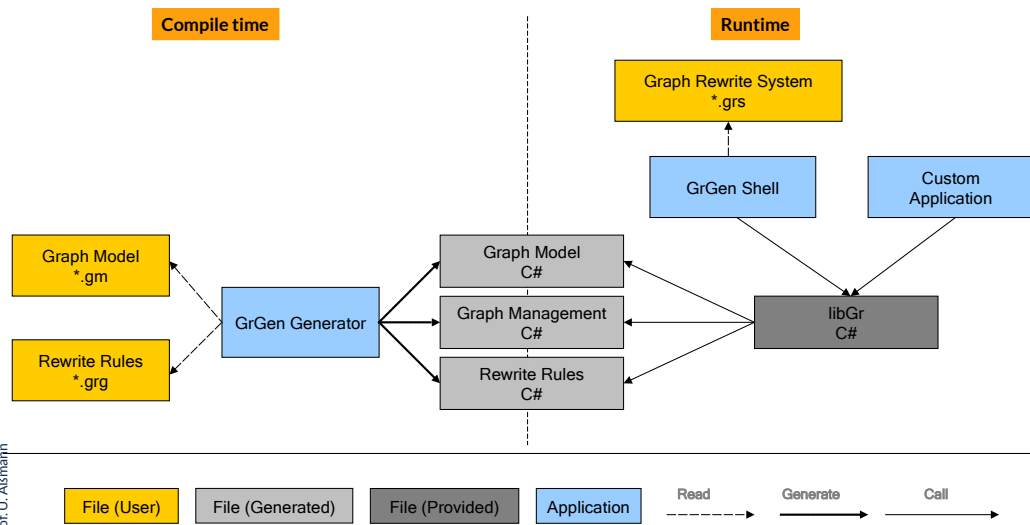 Compile time
Runtime
Graph Rewrite System
*.grs
GrGen Shell
Custom
Application
Graph Model
*.gm
Graph Model
C#
GrGen Generator
Graph Management
C#
libGr
C#
Rewrite Rules
*.grg
Rewrite Rules
C#
U. Aßmann
File (User)
File (Generated)
File (Provided)
Application
Read
Generate
Call